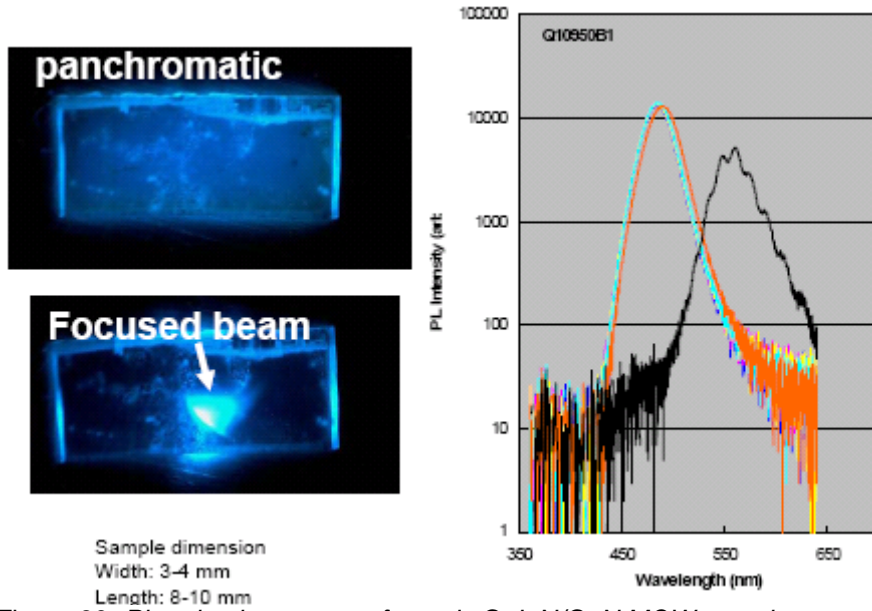 panchromatic
Focused beam
Sample dimension
Width: 3-4 mm
Length: 8-10 mm
100000
10000
1000
100
10
1
PL Intensity (arb
Q10950B1
350
450
550
650
Wavelength (nm)